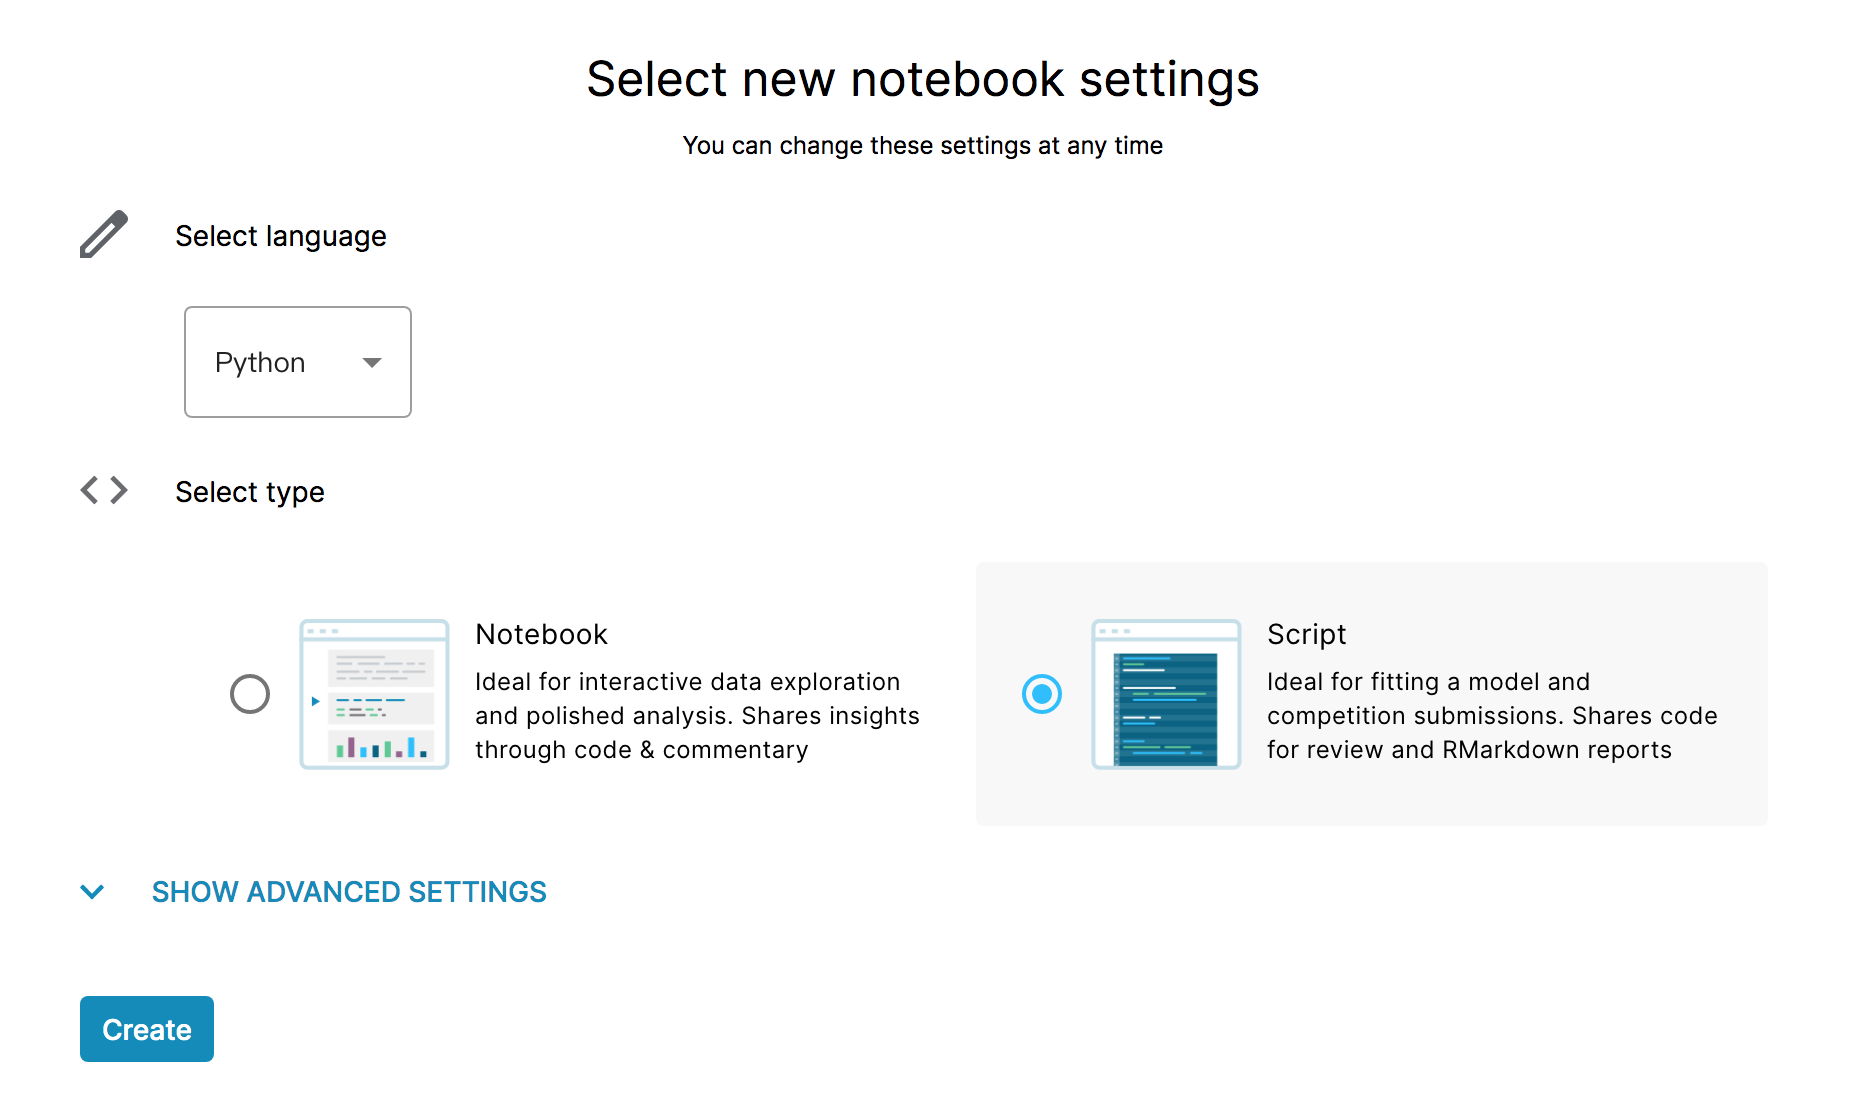 Select new notebook settings
You can change these settings at any time
Select language
Python
Select type
Notebook
Ideal for interactive data exploration
and polished analysis. Shares insights
through code & commentary
Script
Ideal for fitting a model and
competition submissions. Shares code
for review and RMarkdown reports
SHOW ADVANCED SETTINGS
Create